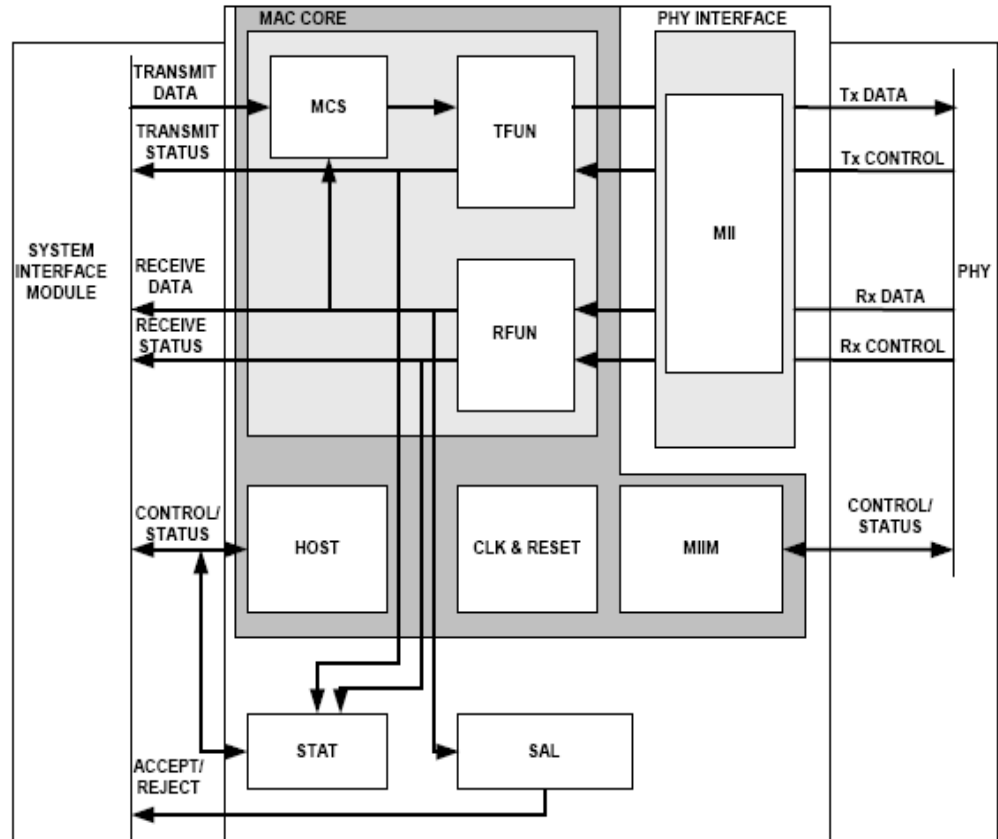 MAC CORE
PHY INTERFACE
TRANSMIT
DATA
MCS
TFUN
Tx DATA
TRANSMIT
STATUS
Tx CONTROL
MII
SYSTEM
INTERFACE
MODULE
PHY
RECEIVE
DATA
Rx DATA
RECEIVE
STATUS
RFUN
Rx CONTROL
CONTROL/
STATUS
HOST
CLK & RESET
MIIM
CONTROL/
STATUS
STAT
SAL
ACCEPT/
REJECT